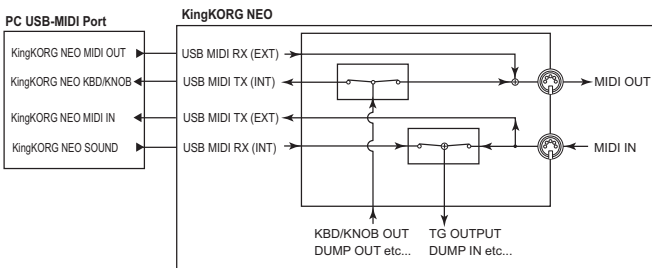 PC USB-MIDI Port
KingKORG NEO
KingKORG NEO MIDI OUT
USB MIDI RX (EXT)
KingKORG NEO KBD/KNOB
USB MIDI TX (INT)
MIDI OUT
KingKORG NEO MIDI IN
USB MIDI TX (EXT)
KingKORG NEO SOUND
USB MIDI RX (INT)
MIDI IN
KBD/KNOB OUT
DUMP OUT etc...
TG OUTPUT
DUMP IN etc...